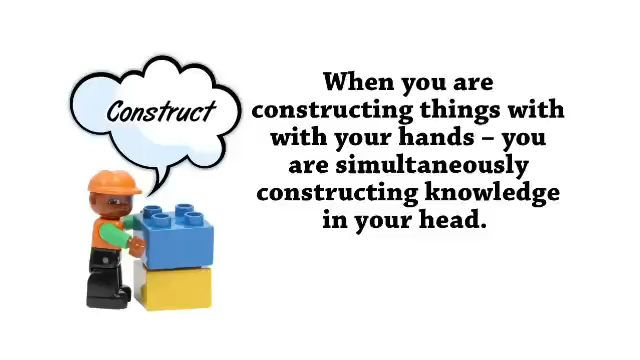 Construct
When you are
constructing things with
with your hands – you
are simultaneously
constructing knowledge
in your head.